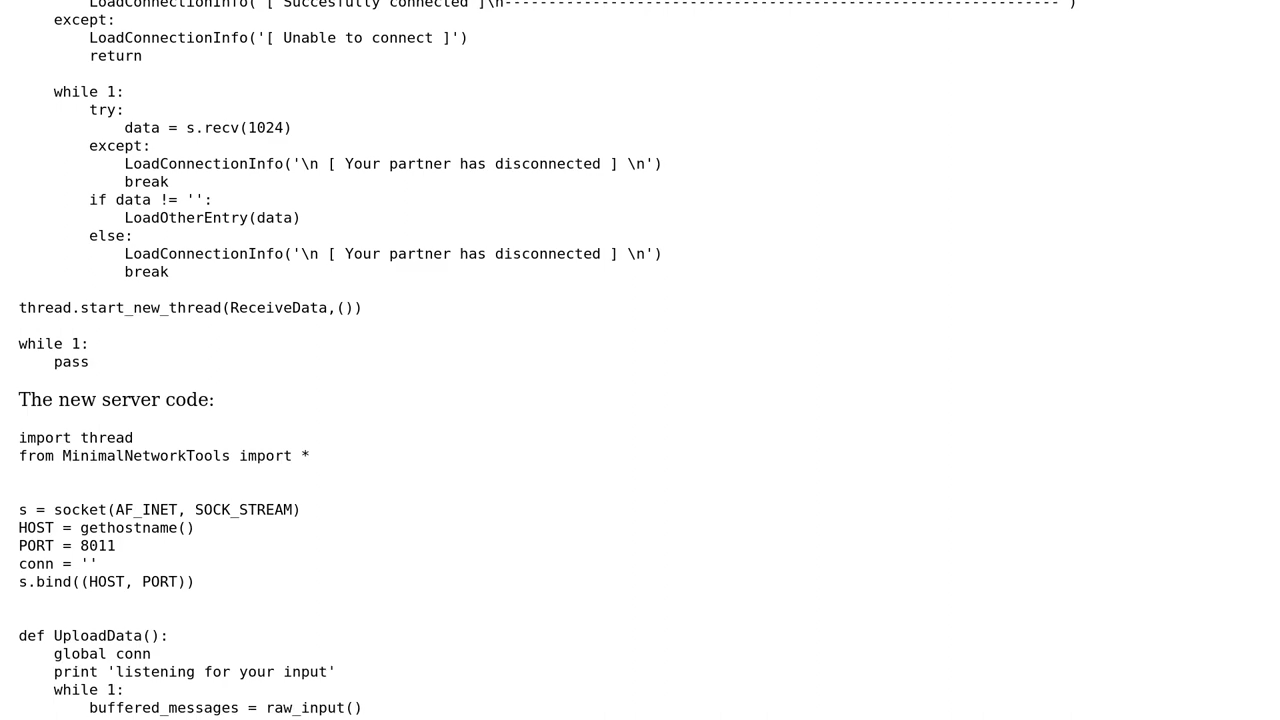 LoadConnectionInfo('[ Succesfully connected ]\n---------------------------------------------------------------')
    except:
        LoadConnectionInfo('[ Unable to connect ]')
        return

    while 1:
        try:
            data = s.recv(1024)
        except:
            LoadConnectionInfo('\n [ Your partner has disconnected ] \n')
            break
        if data != '':
            LoadOtherEntry(data)
        else:
            LoadConnectionInfo('\n [ Your partner has disconnected ] \n')
            break

thread.start_new_thread(ReceiveData,())

while 1:
    pass

The new server code:

import thread
from MinimalNetworkTools import *


s = socket(AF_INET, SOCK_STREAM)
HOST = gethostname()
PORT = 8011
conn = ''
s.bind((HOST, PORT))


def UploadData():
    global conn
    print 'listening for your input'
    while 1:
        buffered_messages = raw_input()